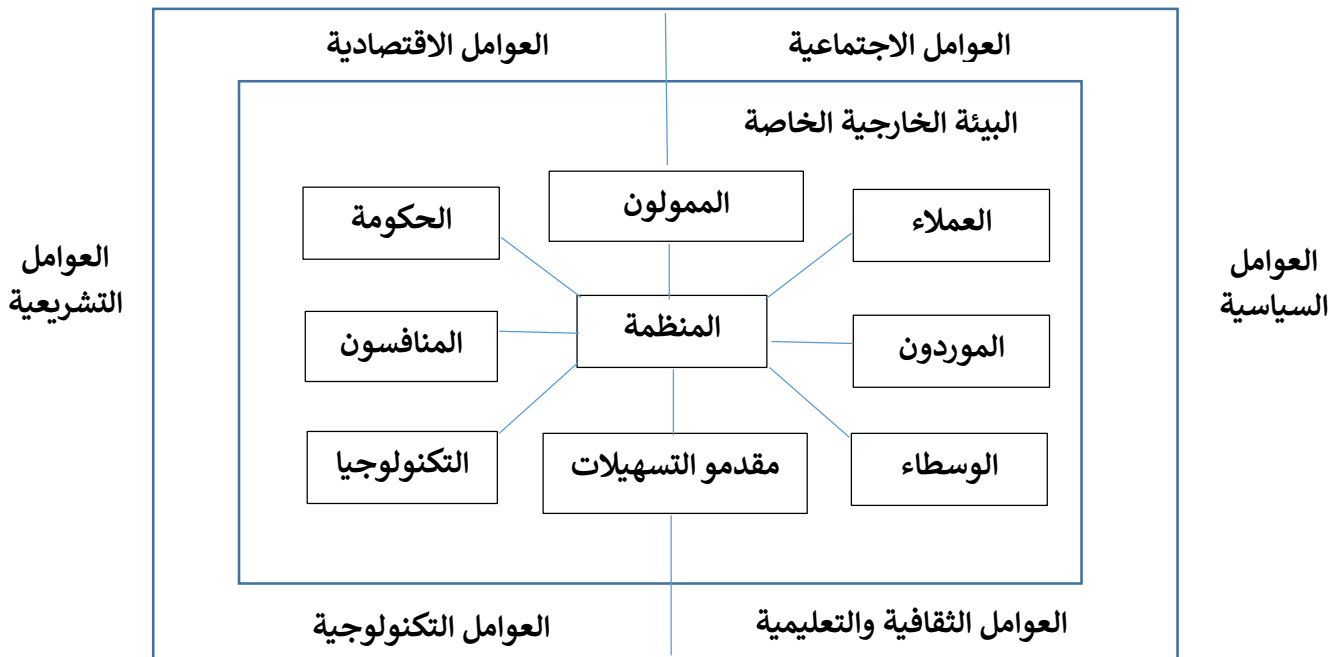 العوامل الاجتماعية
العوامل الاقتصادية
البيئة الخارجية الخاصة
العملاء
الممولون
الحكومة
العوامل
السياسية
العوامل
التشريعية
الموردون
المنظمة
المنافسون
الوسطاء
مقدمو التسهيلات
التكنولوجيا
العوامل الثقافية والتعليمية
العوامل التكنولوجية